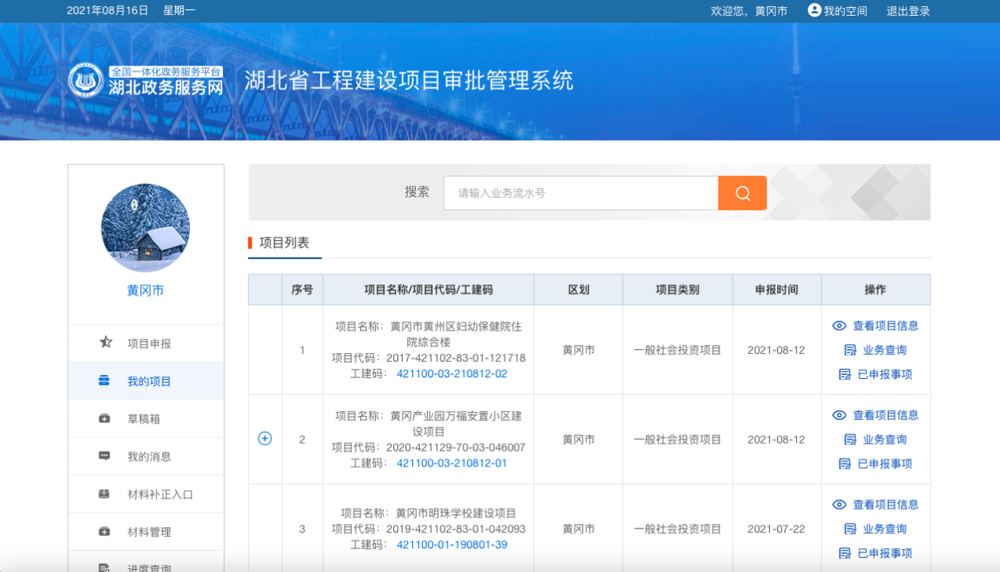 2021年08月16日 星期一
欢迎您，黄冈市 我的空间 退出登录
全国一体化政务服务平台
湖北政务服务网
湖北省工程建设项目审批管理系统
黄冈市
项目申报
我的项目
草稿箱
我的消息
材料补正入口
材料管理
进度查询
搜索 请输入业务流水号
项目列表
序号 项目名称/项目代码/工建码 区划 项目类别 申报时间 操作
1
项目名称：黄冈市黄州区妇幼保健院住
院综合楼
项目代码：2017-421102-83-01-121718
工建码：421100-03-210812-02
黄冈市
一般社会投资项目
2021-08-12
查看项目信息
业务查询
已申报事项
2
项目名称：黄冈产业园万福安置小区建
设项目
项目代码：2020-421129-70-03-046007
工建码：421100-03-210812-01
黄冈市
一般社会投资项目
2021-08-12
查看项目信息
业务查询
已申报事项
3
项目名称：黄冈市明珠学校建设项目
项目代码：2019-421102-83-01-042093
工建码：421100-01-190801-39
黄冈市
一般社会投资项目
2021-07-22
查看项目信息
业务查询
已申报事项